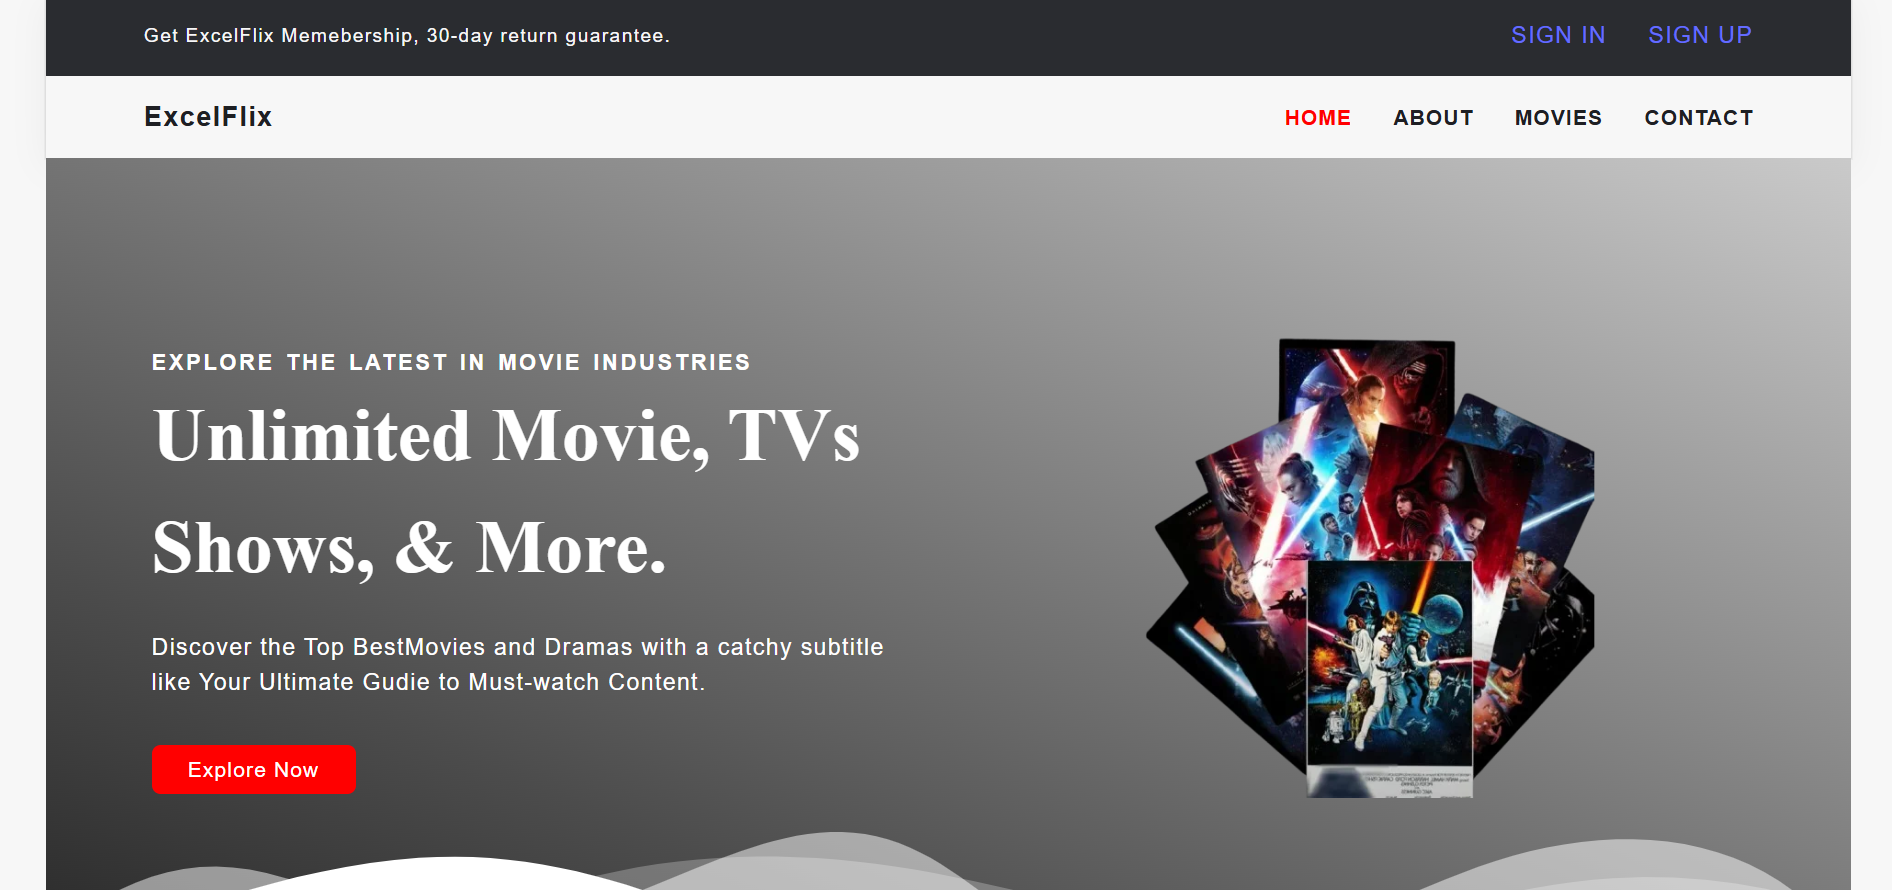 Get ExcelFlix Memebership, 30-day return guarantee.
SIGN IN
SIGN UP
ExcelFlix
HOME
ABOUT
MOVIES
CONTACT
EXPLORE THE LATEST IN MOVIE INDUSTRIES
Unlimited Movie, TVs
Shows, & More.
Discover the Top BestMovies and Dramas with a catchy subtitle
like Your Ultimate Gudie to Must-watch Content.
Explore Now